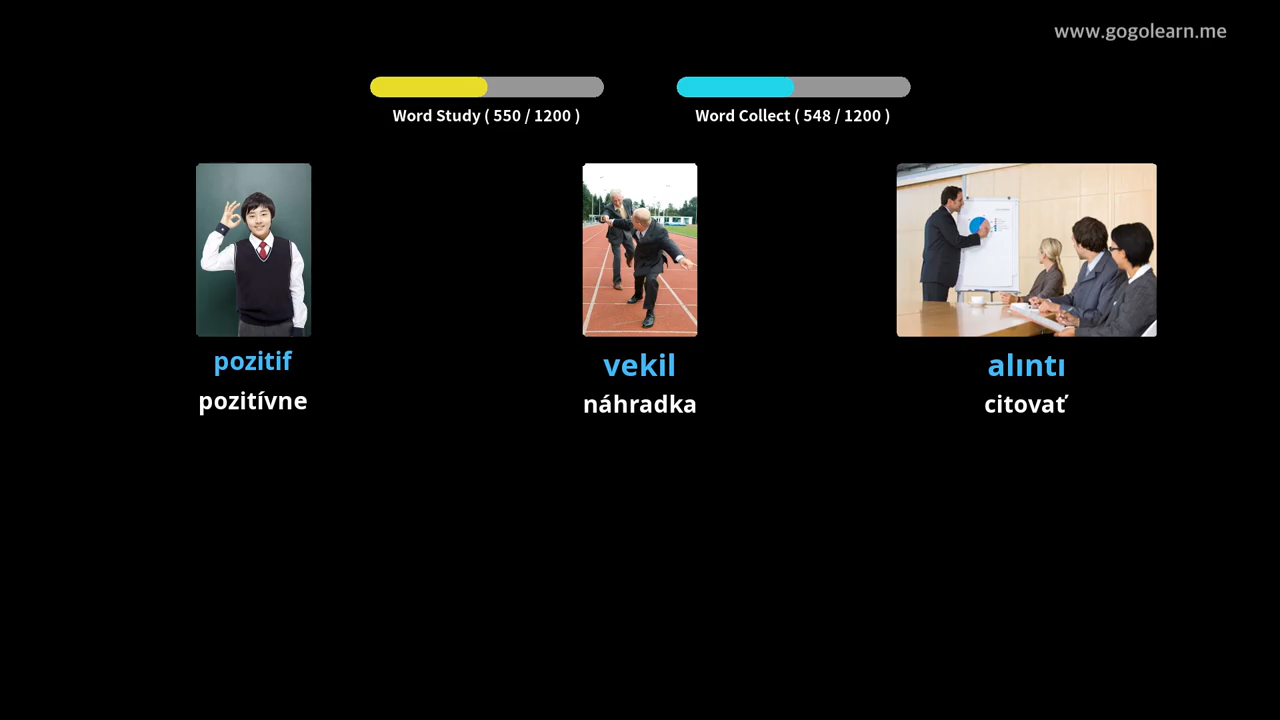 www.gogolearn.me
Word Study ( 550 / 1200 )
Word Collect ( 548 / 1200 )
pozitif
vekil
alıntı
pozitívne
náhradka
citovať